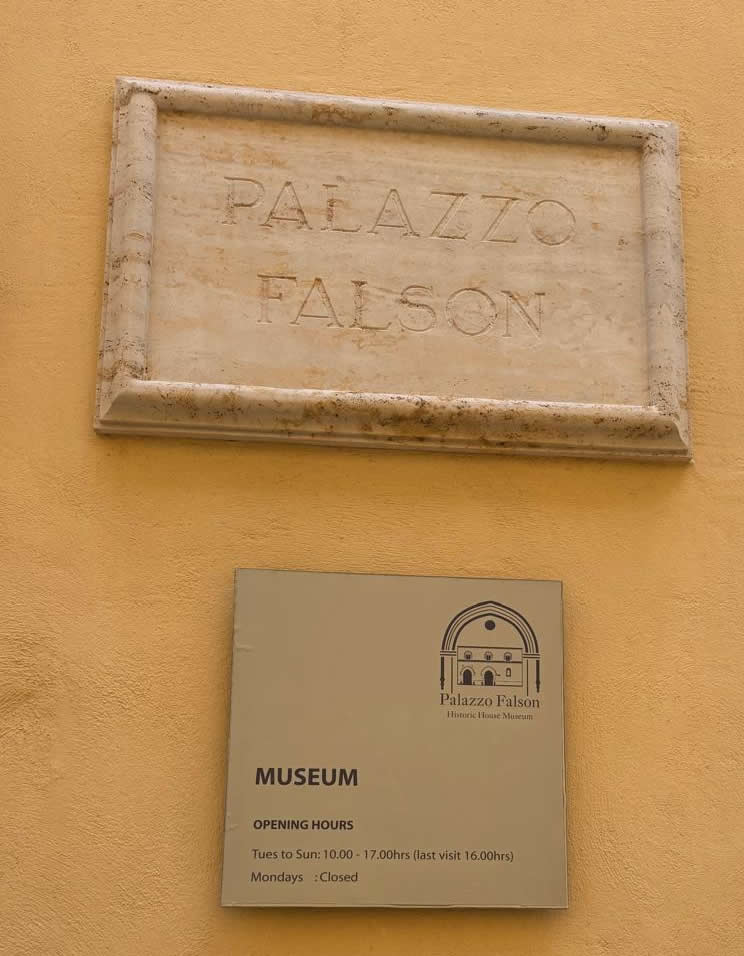 PALAZZO
FALSON
Palazzo Falson
Historic House Museum
MUSEUM
OPENING HOURS
Tues to Sun: 10.00 - 17.00hrs (last visit 16.00hrs)
Mondays : Closed